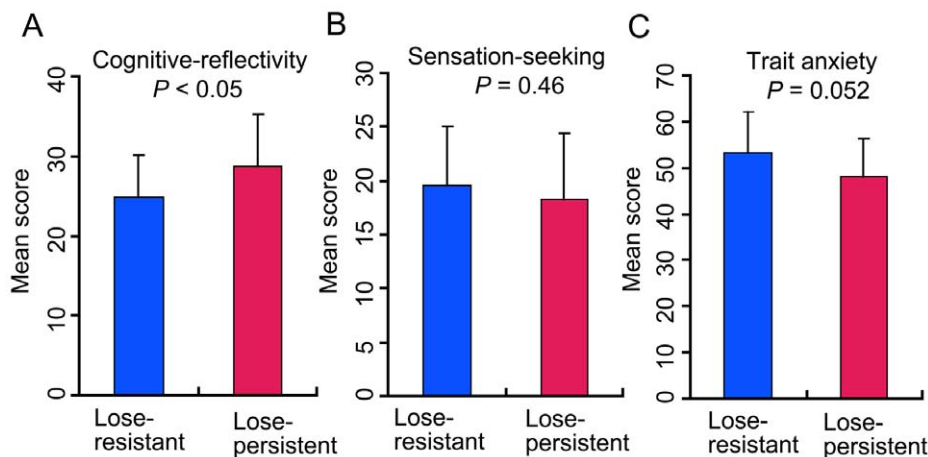 A
Cognitive-reflectivity
P < 0.05
Mean score
40
30
20
10
0
Lose-
resistant
Lose-
persistent
B
Sensation-seeking
P = 0.46
Mean score
30
25
20
15
10
5
0
Lose-
resistant
Lose-
persistent
C
Trait anxiety
P = 0.052
Mean score
70
60
50
40
30
20
10
0
Lose-
resistant
Lose-
persistent